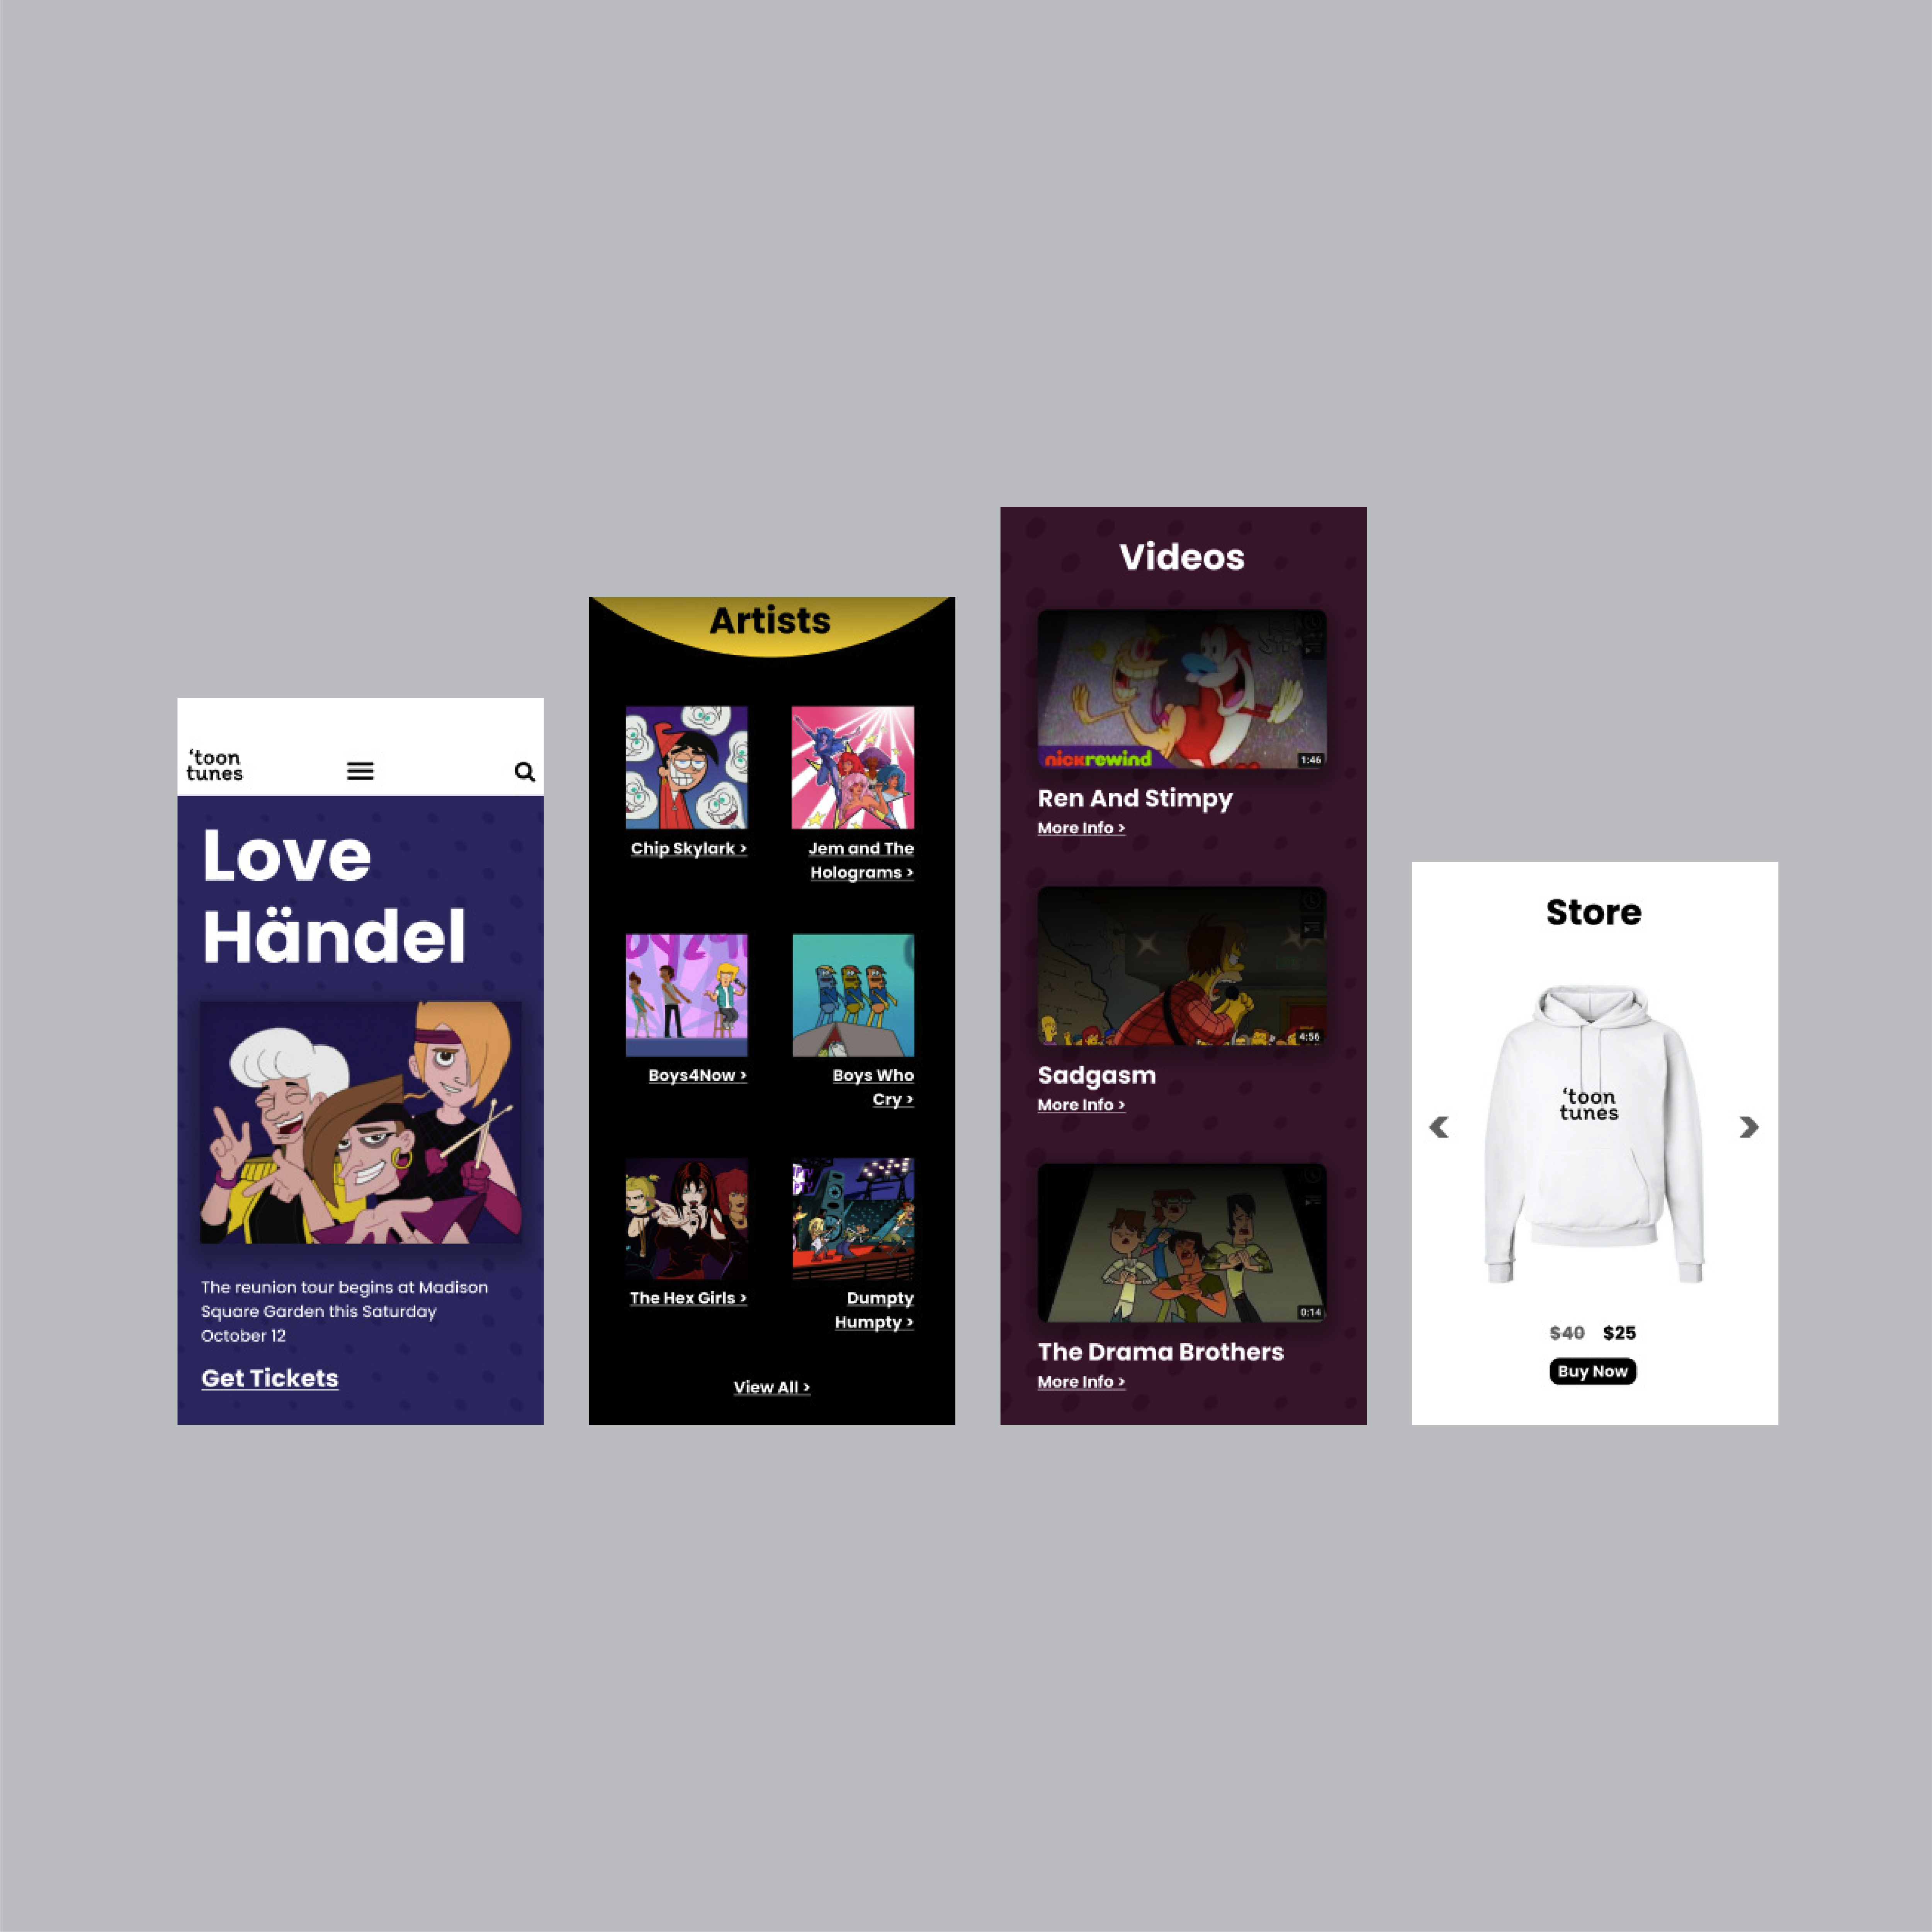 ‘toon
tunes
Love
Händel
The reunion tour begins at Madison
Square Garden this Saturday
October 12
Get Tickets
Artists
Chip Skylark >
Jem and The
Holograms >
Boys4Now >
Boys Who
Cry >
The Hex Girls >
Dumpty
Humpty >
View All >
Videos
nickrewind
1:46
Ren And Stimpy
More Info >
4:56
Sadgasm
More Info >
0:14
The Drama Brothers
More Info >
Store
‘toon
tunes
$40 $25
Buy Now